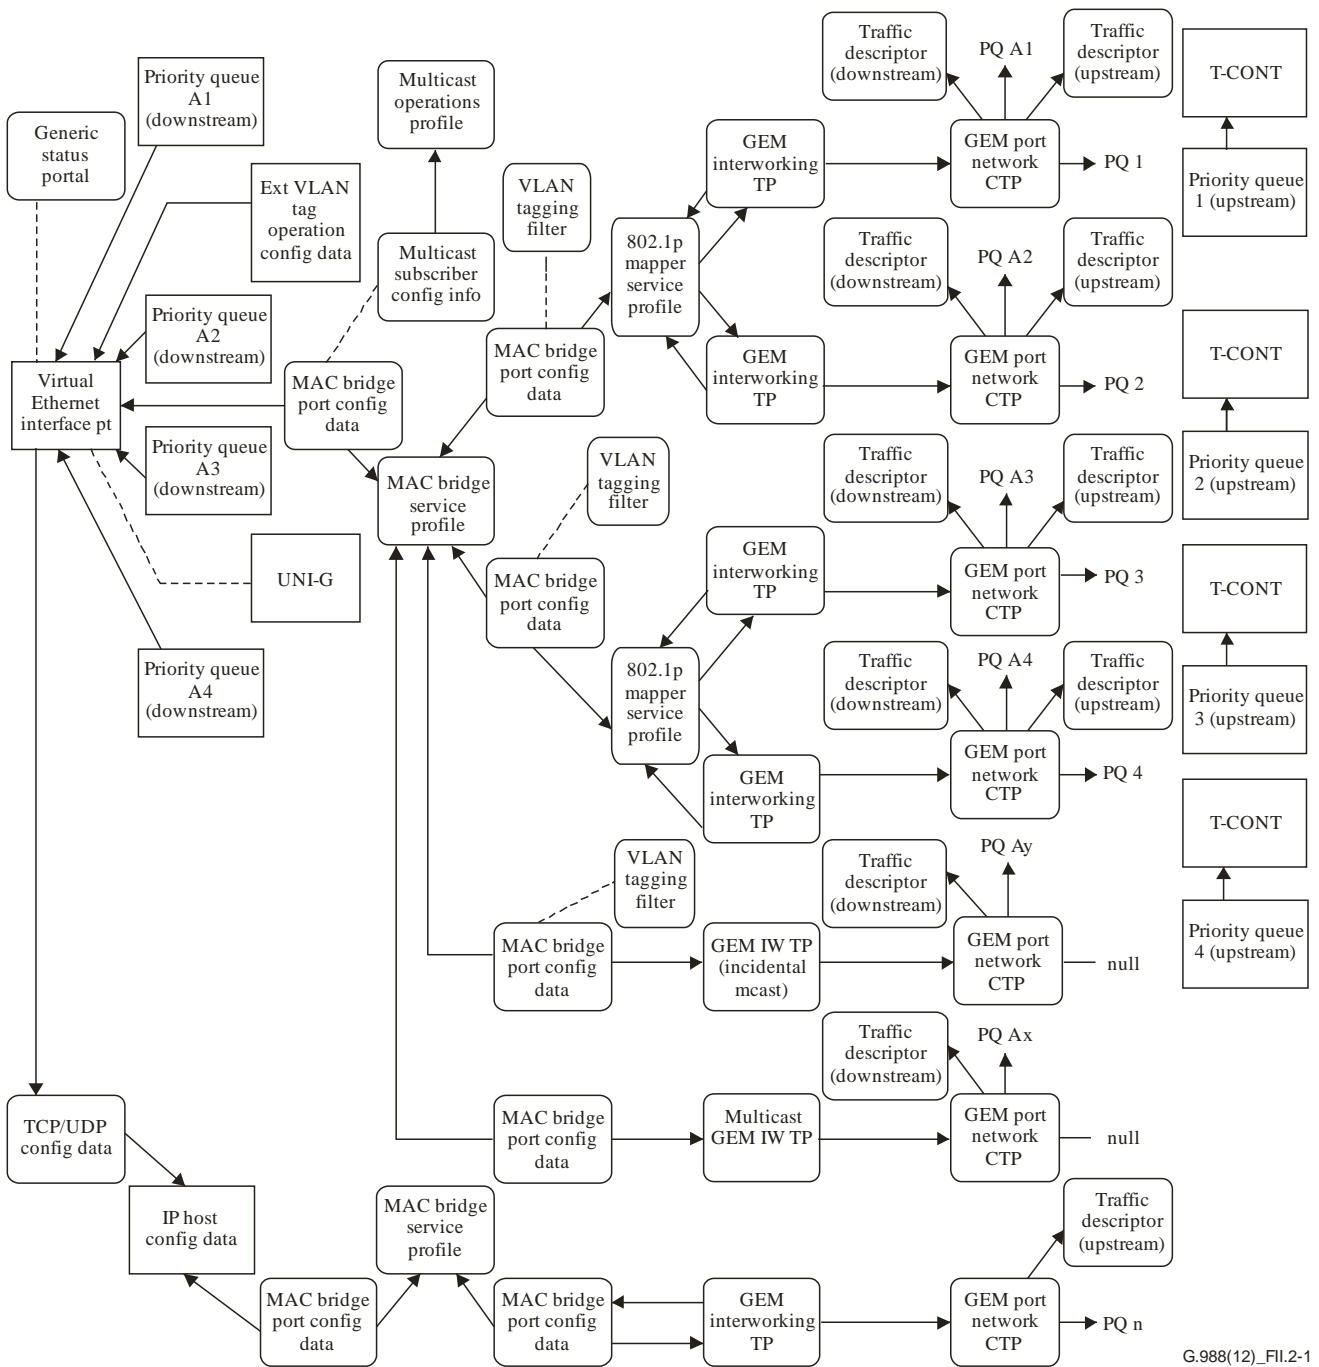 Traffic
descriptor
(downstream)
PQ A1
Traffic
descriptor
(upstream)
T-CONT
Priority queue
A1
(downstream)
Multicast
operations
profile
Generic
status
portal
GEM
interworking
TP
GEM port
network
CTP
PQ 1
Priority queue
1 (upstream)
Ext VLAN
tag
operation
config data
VLAN
tagging
filter
Multicast
subscriber
config info
802.1p
mapper
service
profile
Traffic
descriptor
(downstream)
PQ A2
Traffic
descriptor
(upstream)
Priority queue
A2
(downstream)
MAC bridge
port config
data
GEM
interworking
TP
GEM port
network
CTP
PQ 2
T-CONT
Virtual
Ethernet
interface pt
MAC bridge
port config
data
Priority queue
A3
(downstream)
VLAN
tagging
filter
Traffic
descriptor
(downstream)
PQ A3
Traffic
descriptor
(upstream)
Priority queue
2 (upstream)
MAC bridge
service
profile
UNI-G
MAC bridge
port config
data
GEM
interworking
TP
GEM port
network
CTP
PQ 3
T-CONT
Priority queue
A4
(downstream)
802.1p
mapper
service
profile
Traffic
descriptor
(downstream)
PQ A4
Traffic
descriptor
(upstream)
Priority queue
3 (upstream)
GEM
interworking
TP
GEM port
network
CTP
PQ 4
T-CONT
VLAN
tagging
filter
Traffic
descriptor
(downstream)
PQ Ay
MAC bridge
port config
data
GEM IW TP
(incidental
mcast)
GEM port
network
CTP
null
Priority queue
4 (upstream)
Traffic
descriptor
(downstream)
PQ Ax
TCP/UDP
config data
MAC bridge
port config
data
Multicast
GEM IW TP
GEM port
network
CTP
null
IP host
config data
MAC bridge
service
profile
Traffic
descriptor
(upstream)
MAC bridge
port config
data
MAC bridge
port config
data
GEM
interworking
TP
GEM port
network
CTP
PQ n
G.988(12)_FII.2-1